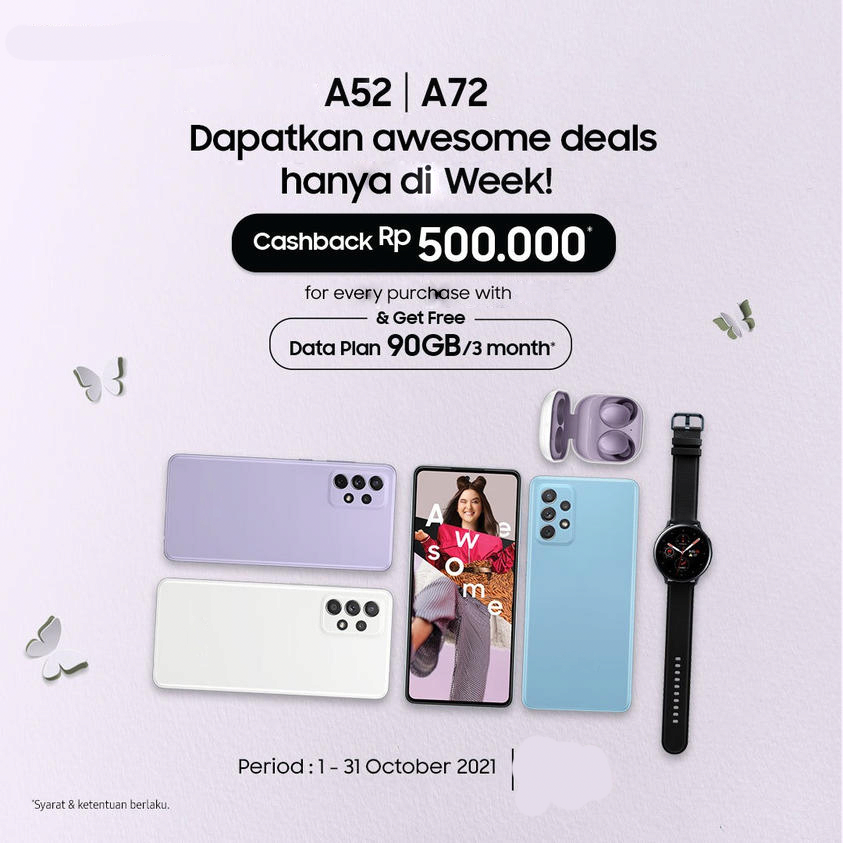 A52 | A72
Dapatkan awesome deals
hanya di Week!
Cashback Rp 500.000*
for every purchase with
& Get Free
Data Plan 90GB/3 month*
Awesome
Period : 1 - 31 October 2021
*Syarat & ketentuan berlaku.